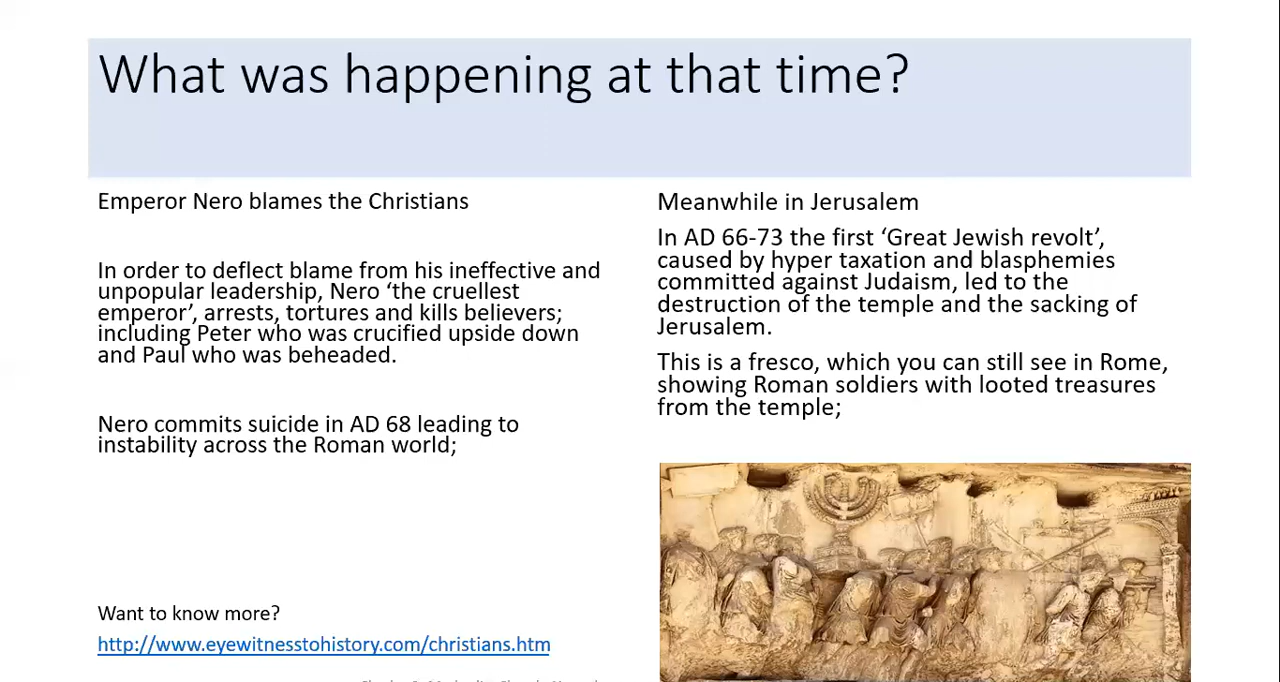 What was happening at that time?
Emperor Nero blames the Christians
In order to deflect blame from his ineffective and
unpopular leadership, Nero ‘the cruellest
emperor’, arrests, tortures and kills believers;
including Peter who was crucified upside down
and Paul who was beheaded.
Nero commits suicide in AD 68 leading to
instability across the Roman world;
Want to know more?
http://www.eyewitnesstohistory.com/christians.htm
Meanwhile in Jerusalem
In AD 66-73 the first ‘Great Jewish revolt’,
caused by hyper taxation and blasphemies
committed against Judaism, led to the
destruction of the temple and the sacking of
Jerusalem.
This is a fresco, which you can still see in Rome,
showing Roman soldiers with looted treasures
from the temple;